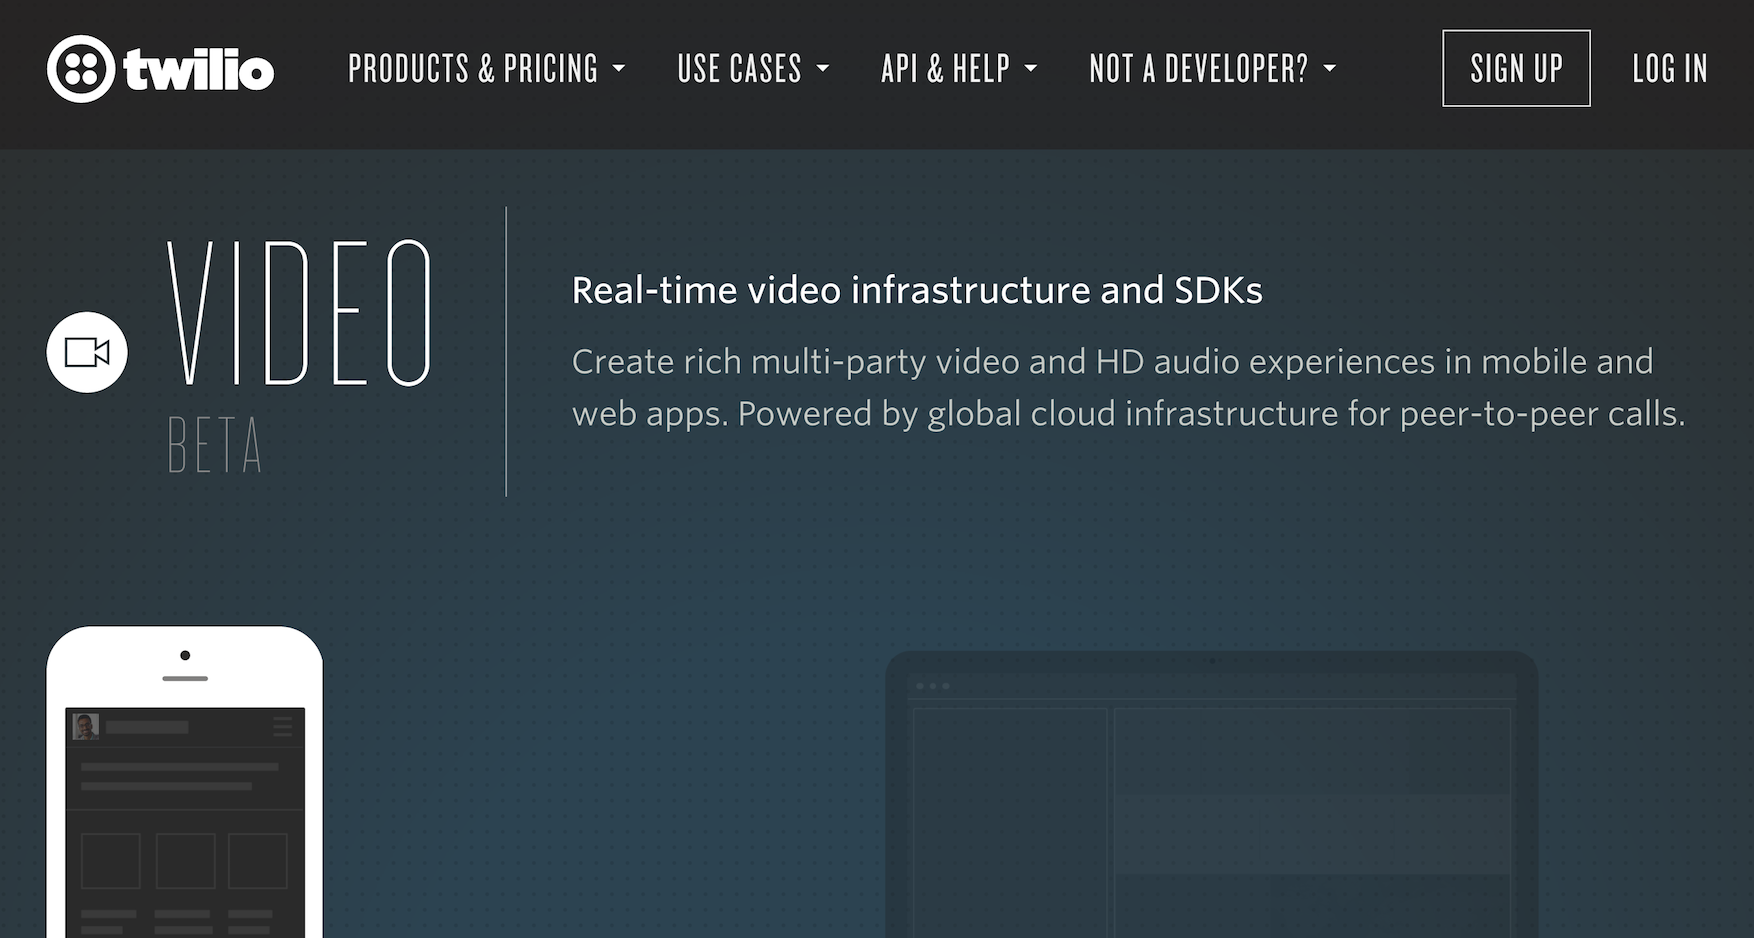 twilio
PRODUCTS & PRICING
USE CASES
API & HELP
NOT A DEVELOPER?
SIGN UP
LOG IN
VIDEO
BETA
Real-time video infrastructure and SDKs
Create rich multi-party video and HD audio experiences in mobile and
web apps. Powered by global cloud infrastructure for peer-to-peer calls.